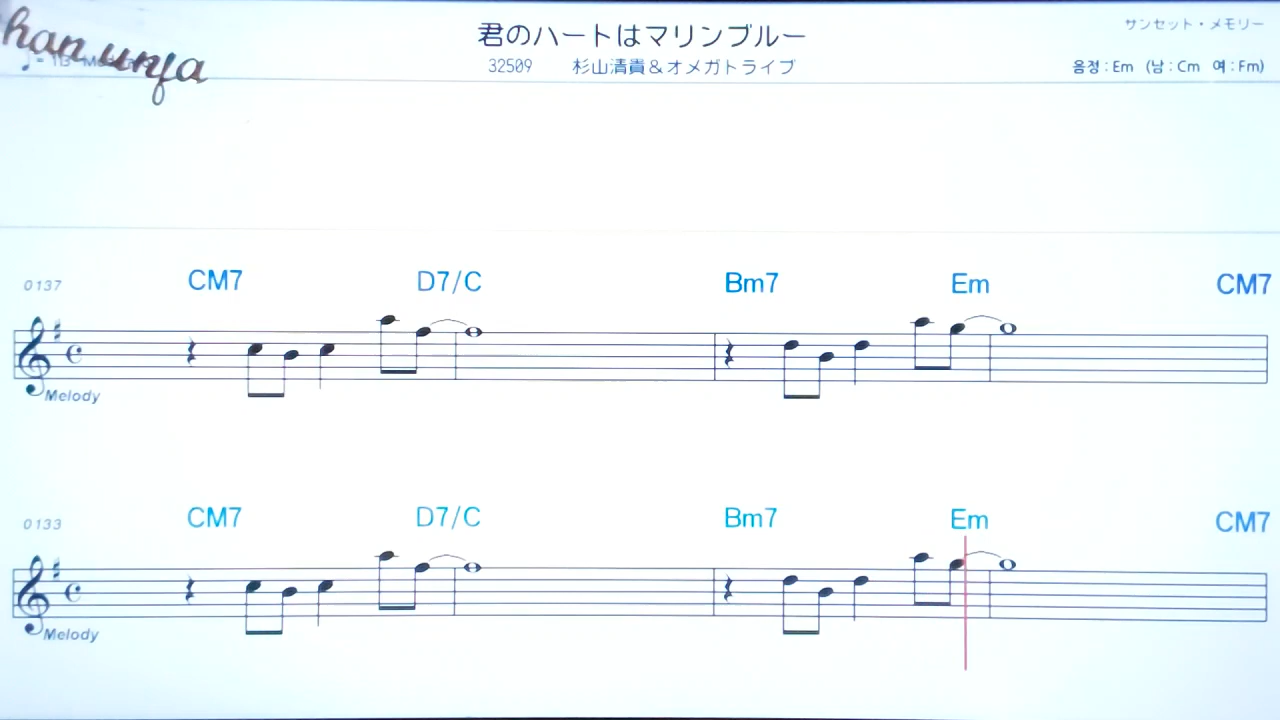 han unfa
君のハートはマリンブルー
サンセット・メモリー
32509 杉山清貴＆オメガトライブ
음정:Em (남:Cm 여:Fm)
0137 CM7 D7/C Bm7 Em CM7
Melody
0133 CM7 D7/C Bm7 Em CM7
Melody